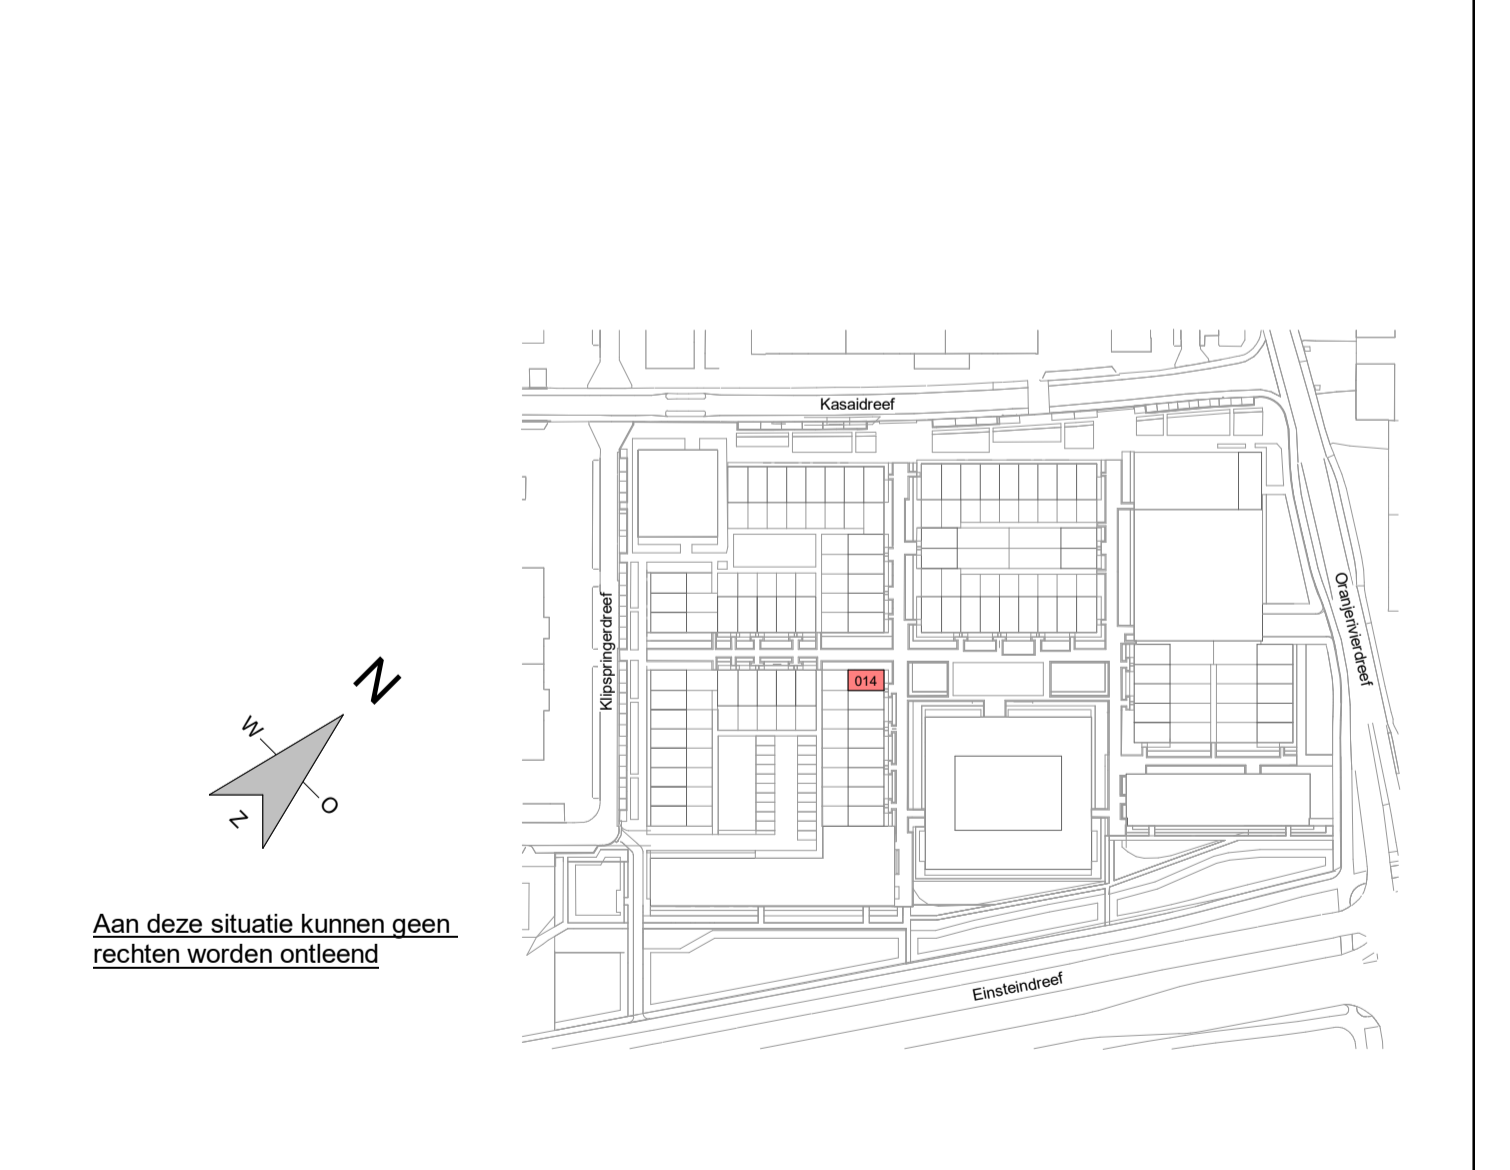 Kasaidreef
Klipspringerdreef
Oranjerivierdreef
014
N
W
O
Z
Aan deze situatie kunnen geen
rechten worden ontleend
Einsteindreef